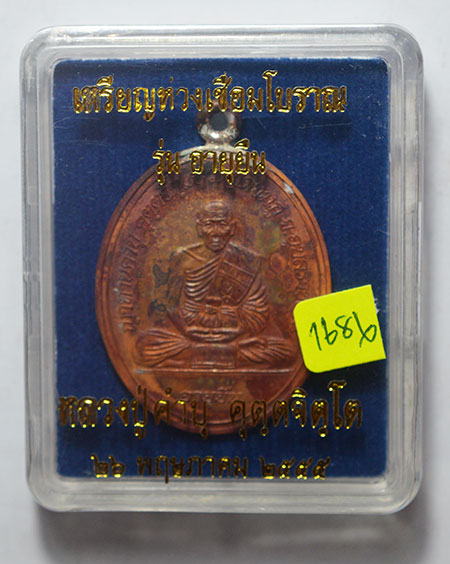 เหรียญห่วงเชื่อมโบราณ
รุ่น อายุยืน
1686
หลวงปู่คำบุ คุตฺตจิตฺโต
๒๖ พฤษภาคม ๒๕๕๕